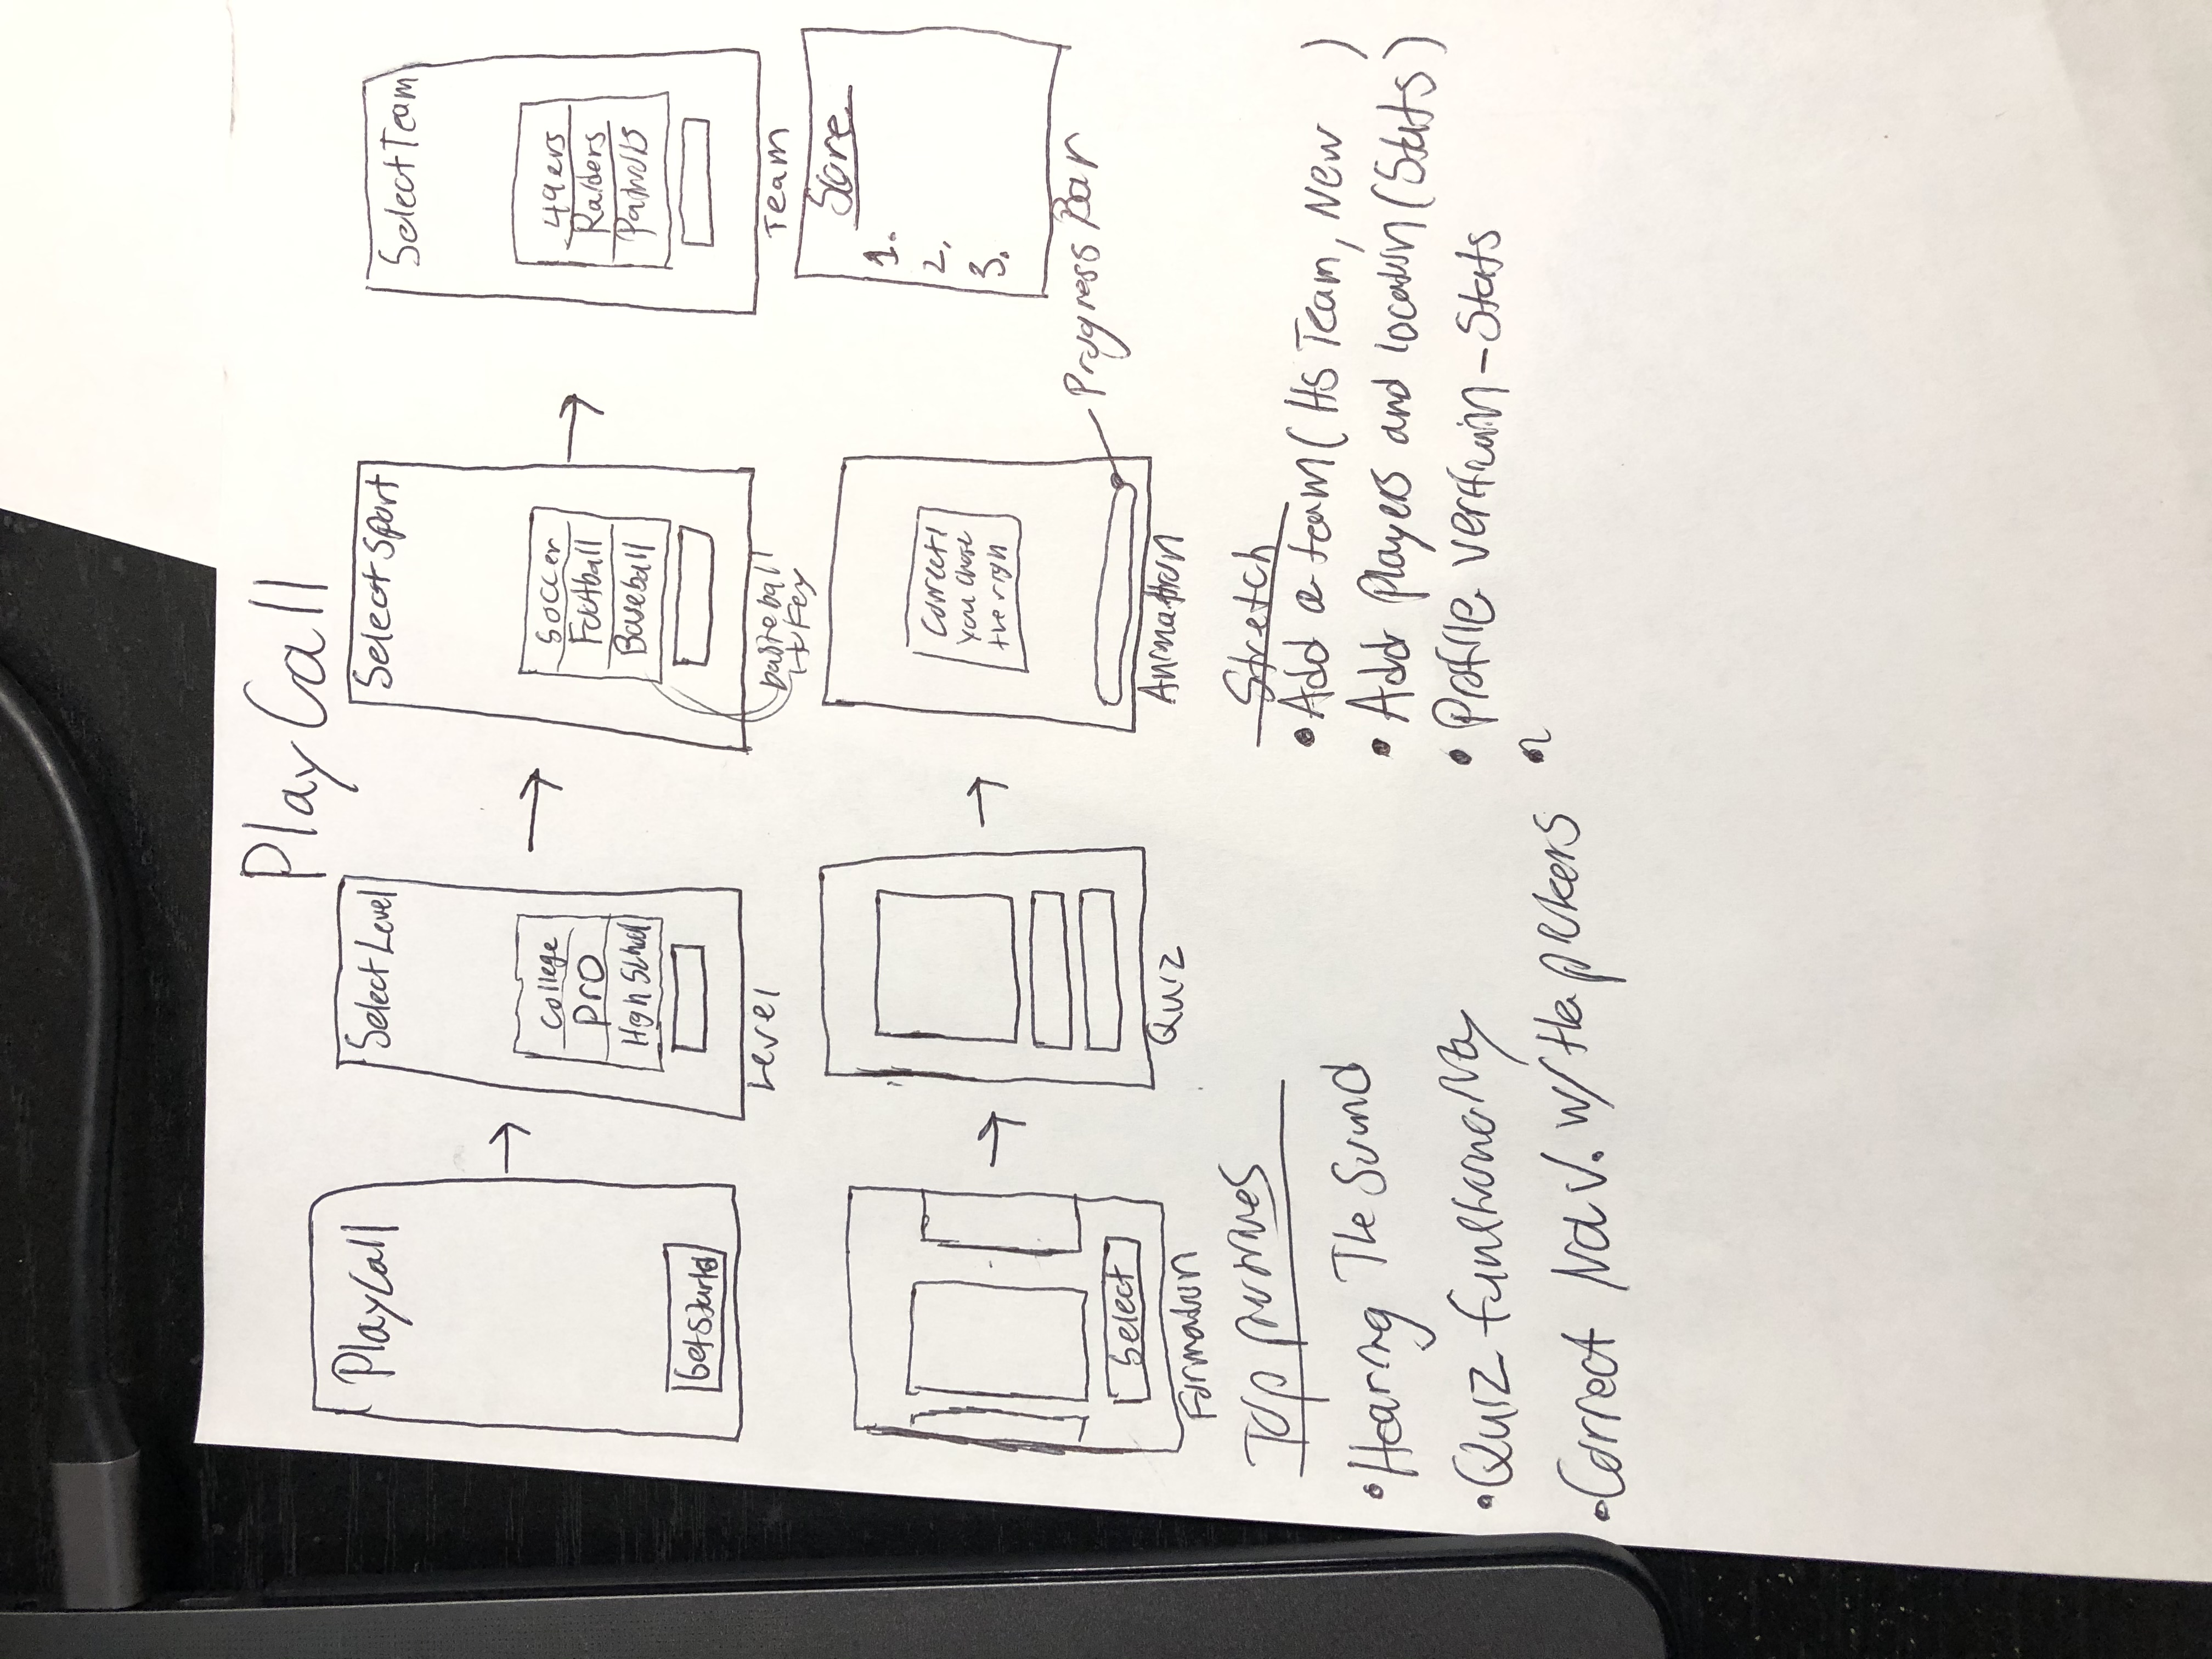 PlayCall
PlayCall
Get Started
Select Level
College
Pro
High School
Level
Select Sport
Soccer
Football
Baseball
Hokey
Select Team
49ers
Raiders
Patriots
Team
Select
Formation
Quiz
Correct!
You chose
the righ
Animation
Progress Bar
Score
1.
2.
3.
Top priorities
• Hearing The Sound
• Quiz functionality
• Correct Nav. w/ the pickers
Stretch
• Add a team (HS Team, New )
• Add players and location (Stats)
• Profile - Stats
•